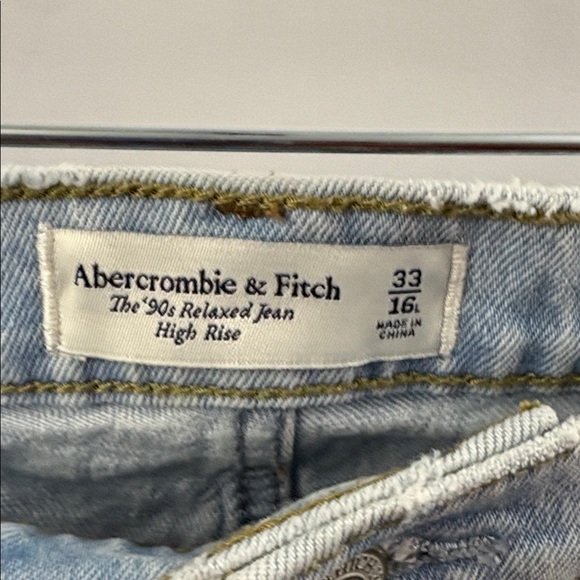 Abercrombie & Fitch
The '90s Relaxed Jean
High Rise
33
16L
MADE IN
CHINA